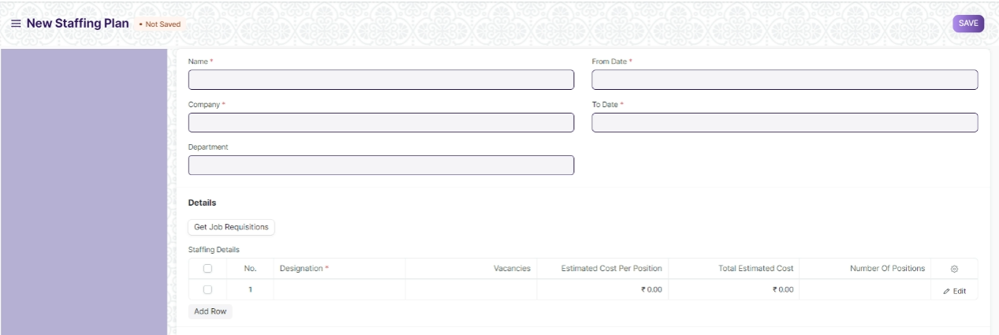 New Staffing Plan • Not Saved SAVE
Name * From Date *
Company * To Date *
Department
Details
Get Job Requisitions
Staffing Details
No. Designation * Vacancies Estimated Cost Per Position Total Estimated Cost Number Of Positions
1 ₹ 0.00 ₹ 0.00 Edit
Add Row